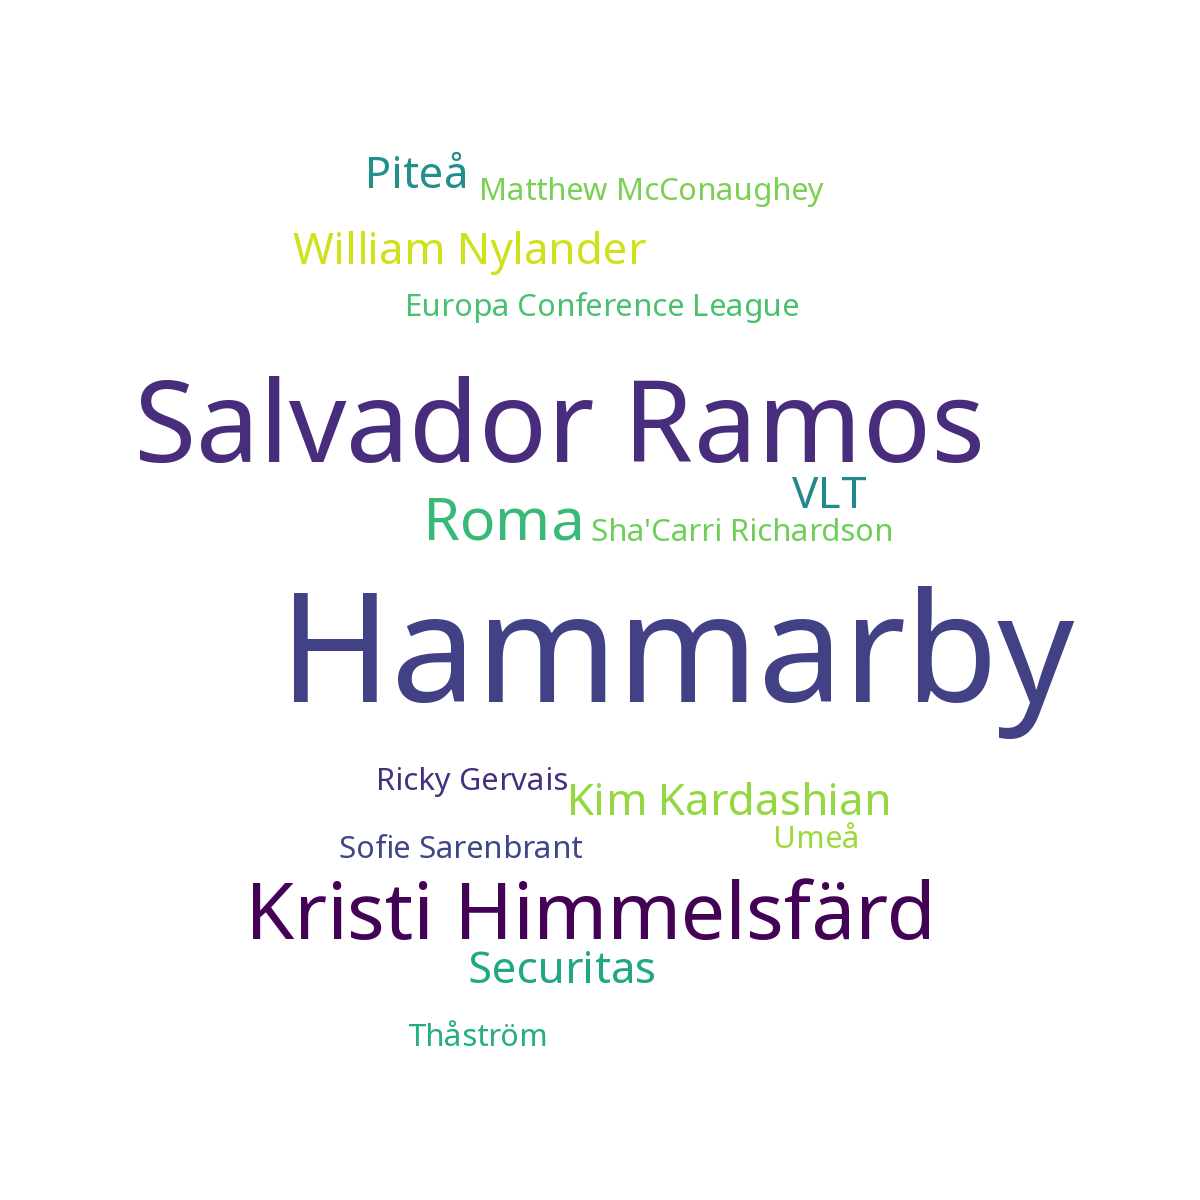 Piteå
Matthew McConaughey
William Nylander
Europa Conference League
Salvador Ramos
VLT
Roma
Sha'Carri Richardson
Hammarby
Ricky Gervais
Kim Kardashian
Umeå
Sofie Sarenbrant
Kristi Himmelsfärd
Securitas
Thåström